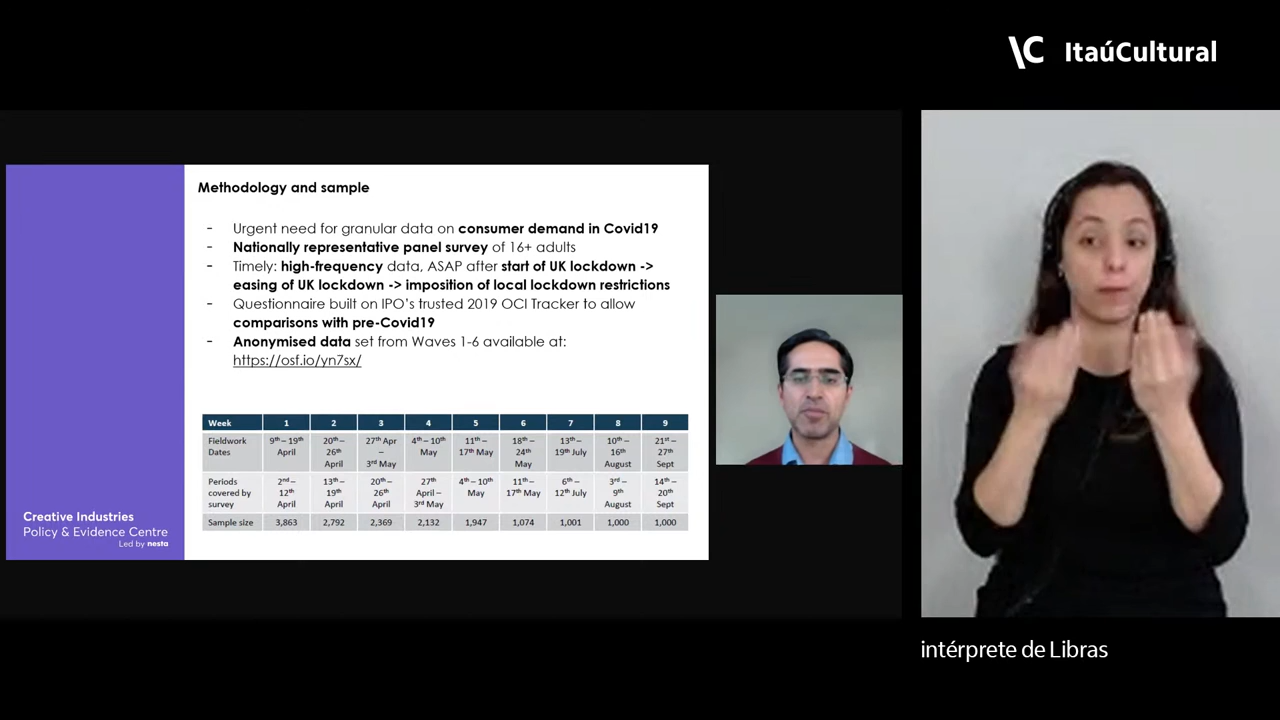 \C ItaúCultural
Methodology and sample
- Urgent need for granular data on consumer demand in Covid19
- Nationally representative panel survey of 16+ adults
- Timely: high-frequency data, ASAP after start of UK lockdown ->
easing of UK lockdown -> imposition of local lockdown restrictions
- Questionnaire built on IPO’s trusted 2019 OCI Tracker to allow
comparisons with pre-Covid19
- Anonymised data set from Waves 1-6 available at:
https://osf.io/yn7sx/
Week 1 2 3 4 5 6 7 8 9
Fieldwork Dates 9th – 19th April 20th – 26th April 27th Apr – 3rd May 4th – 10th May 11th – 17th May 18th – 24th May 13th – 19th July 10th – 16th August 21st – 27th Sept
Periods covered by survey 2nd – 12th April 13th – 19th April 20th – 26th April 27th April – 3rd May 4th – 10th May 11th – 17th May 6th – 12th July 3rd – 9th August 14th – 20th Sept
Sample size 3,863 2,792 2,369 2,132 1,947 1,074 1,001 1,000 1,000
Creative Industries
Policy & Evidence Centre
Led by nesta
intérprete de Libras